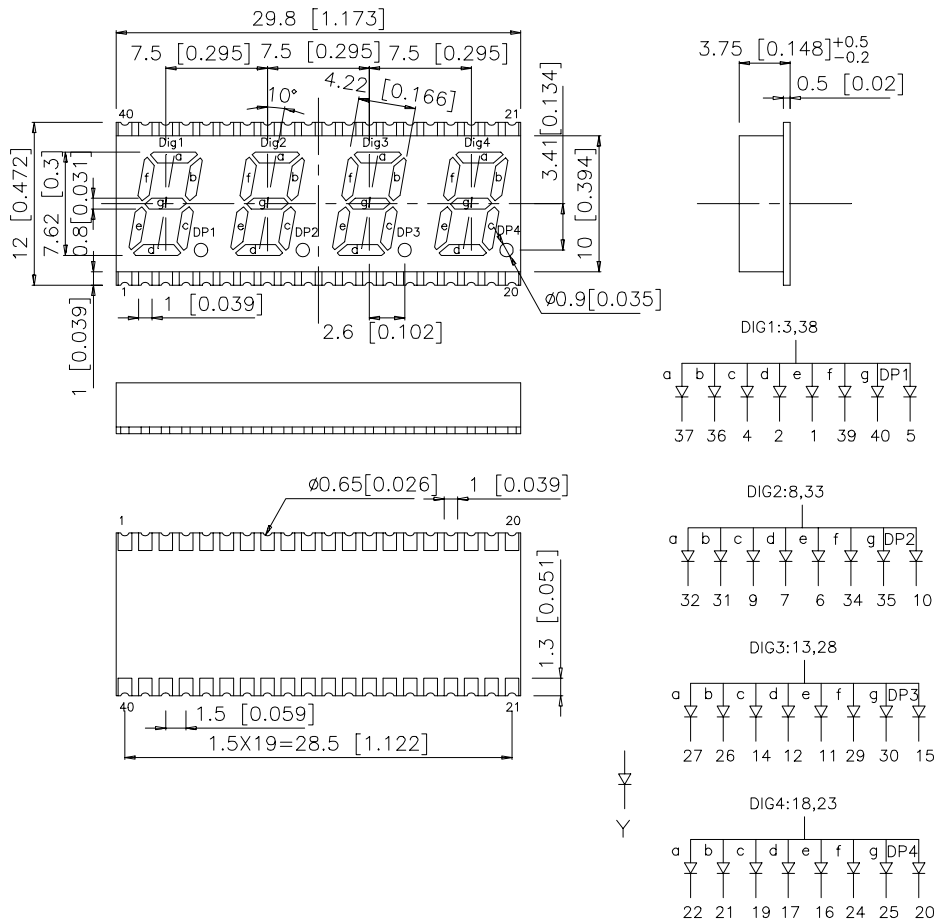 29.8 [1.173]
7.5 [0.295] 7.5 [0.295] 7.5 [0.295]
4.22 [0.166]
10°
40 21
Dig1 Dig2 Dig3 Dig4
a a a a
f b f b f b f b
g g g g
e c e c e c e c
d d d d
DP1 DP2 DP3 DP4
12 [0.472]
7.62 [0.3]
0.8[0.031]
3.41[0.134]
10 [0.394]
1 20
1 [0.039]
1 [0.039]
2.6 [0.102]
ø0.9[0.035]
3.75 [0.148]+0.5 -0.2
0.5 [0.02]
DIG1:3,38
a b c d e f g DP1
37 36 4 2 1 39 40 5
ø0.65[0.026]
1 [0.039]
1 20
1.3 [0.051]
40 21
1.5 [0.059]
1.5X19=28.5 [1.122]
DIG2:8,33
a b c d e f g DP2
32 31 9 7 6 34 35 10
DIG3:13,28
a b c d e f g DP3
27 26 14 12 11 29 30 15
Y
DIG4:18,23
a b c d e f g DP4
22 21 19 17 16 24 25 20